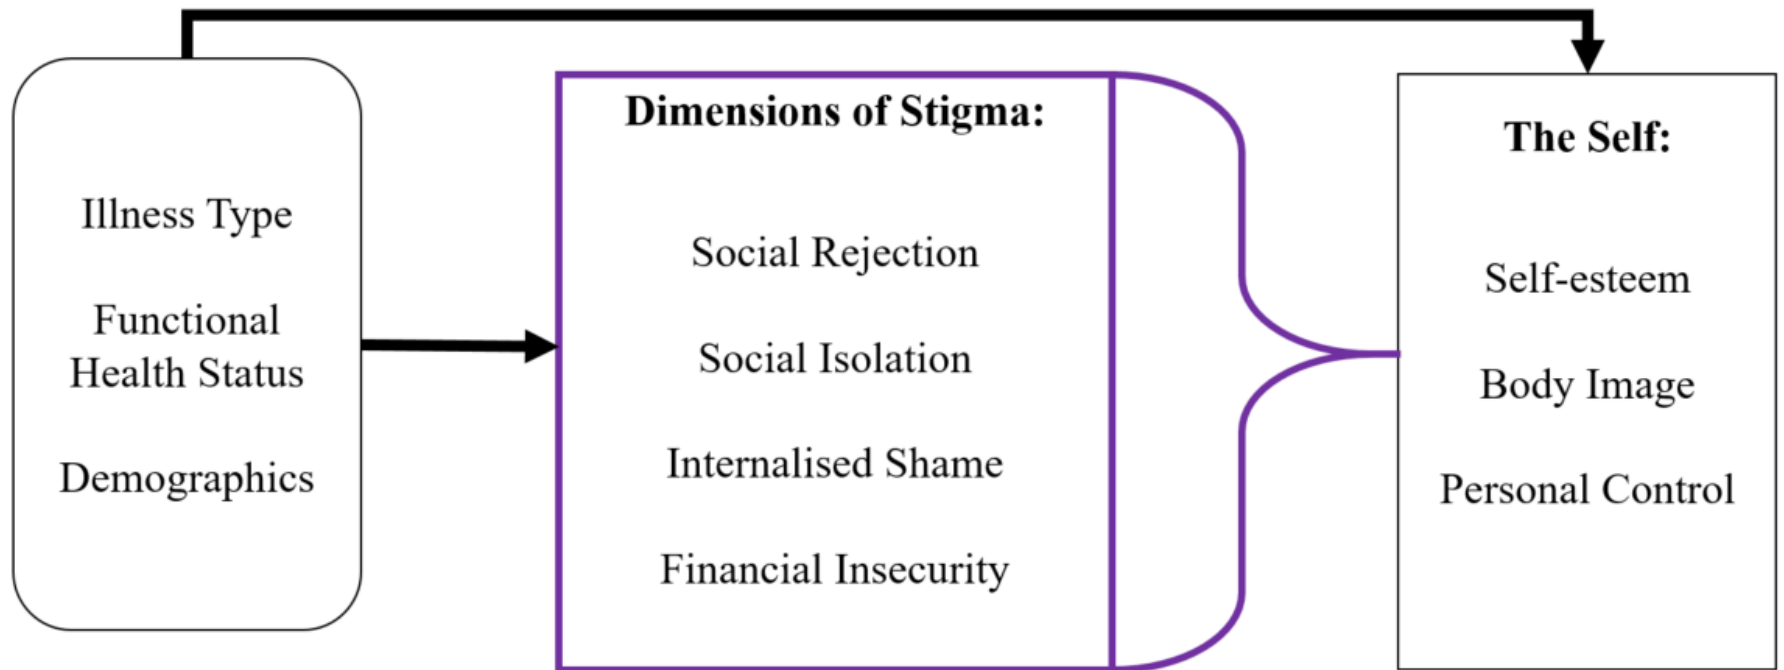 Illness Type
Functional
Health Status
Demographics
Dimensions of Stigma:
Social Rejection
Social Isolation
Internalised Shame
Financial Insecurity
The Self:
Self-esteem
Body Image
Personal Control